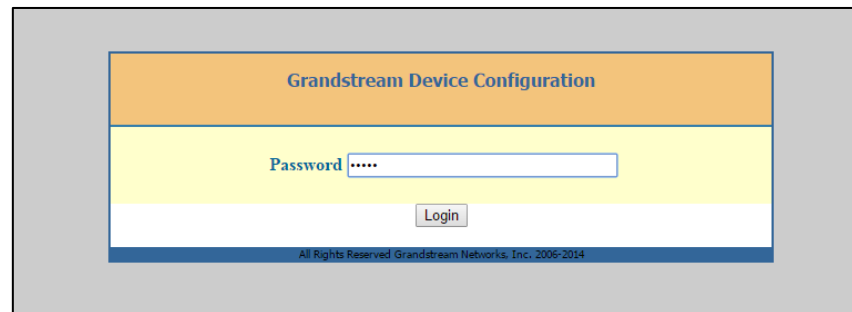 Grandstream Device Configuration
Password •••••
Login
All Rights Reserved Grandstream Networks, Inc. 2006-2014